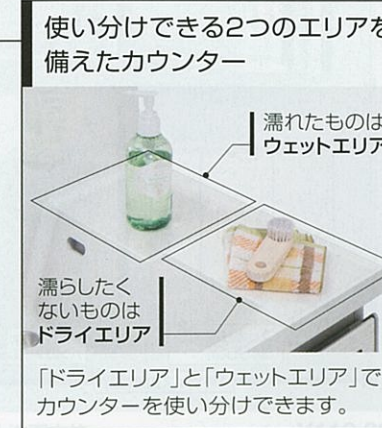 使い分けできる2つのエリアを
備えたカウンター
濡れたものは
ウェットエリア
濡らしたく
ないものは
ドライエリア
「ドライエリア」と「ウェットエリア」で
カウンターを使い分けできます。